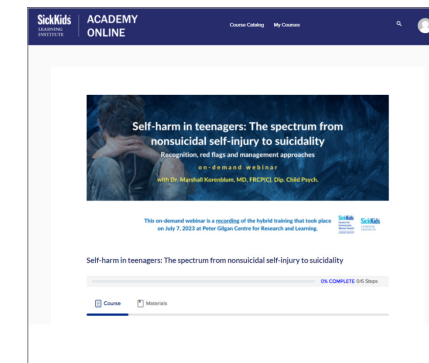 SickKids
LEARNING
INSTITUTE
ACADEMY
ONLINE
Course Catalog My Courses
Self-harm in teenagers: The spectrum from
nonsuicidal self-injury to suicidality
Recognition, red flags and management approaches
on-demand webinar
with Dr. Marshall Korenblum, MD, FRCP(C), Dip. Child Psych.
This on-demand webinar is a recording of the hybrid training that took place
on July 7, 2023 at Peter Gilgan Centre for Research and Learning.
SickKids
SickKids
Self-harm in teenagers: The spectrum from nonsuicidal self-injury to suicidality
0% COMPLETE 0/5 Steps
Course Materials